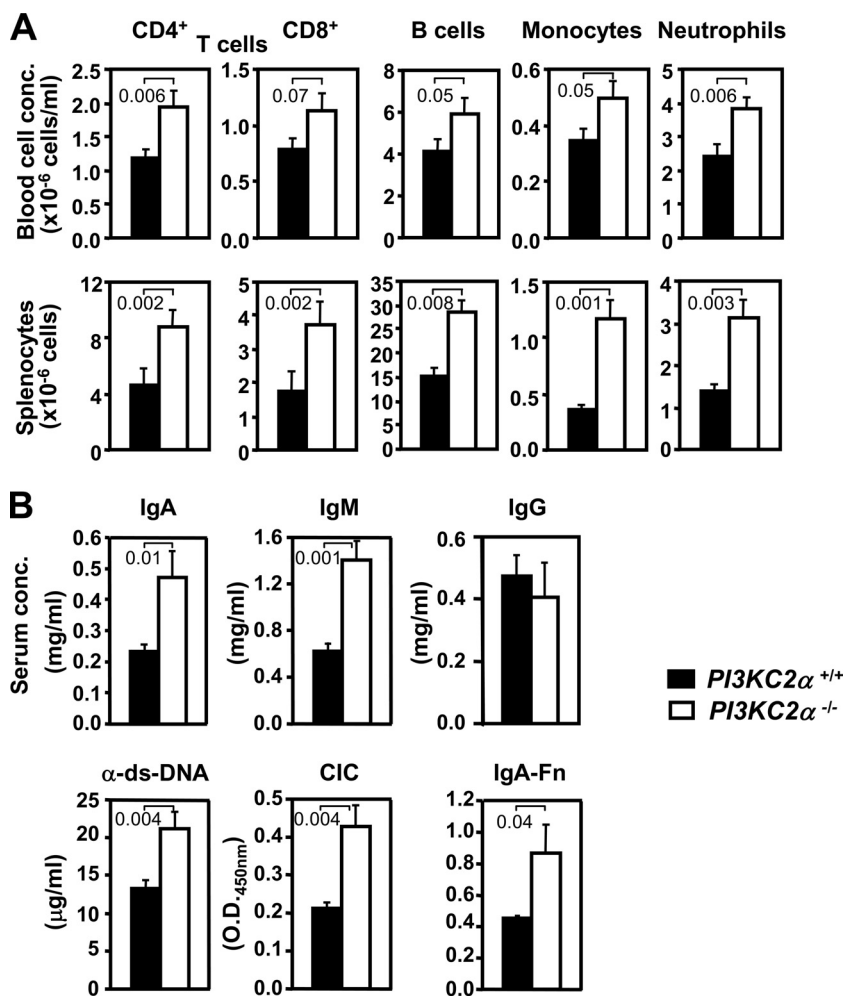 A
CD4+ T cells CD8+ B cells Monocytes Neutrophils
Blood cell conc.
(x10-6 cells/ml)
2.5 2.0 1.5 1.0 0.5 0.0
0.006
1.5 1.0 0.5 0.0
0.07
8 6 4 2 0
0.05
0.6 0.4 0.2 0.0
0.05
5 4 3 2 1 0
0.006
Splenocytes
(x10-6 cells)
12 8 4 0
0.002
5 4 3 2 1 0
0.002
35 30 25 20 15 10 5 0
0.008
1.5 1.0 0.5 0.0
0.001
4 3 2 1 0
0.003
B
IgA IgM IgG
Serum conc.
(mg/ml)
0.6 0.5 0.4 0.3 0.2 0.1 0.0
0.01
(mg/ml)
1.6 1.2 0.8 0.4 0.0
0.001
(mg/ml)
0.6 0.4 0.2 0.0
PI3KC2α +/+
PI3KC2α -/-
α-ds-DNA CIC IgA-Fn
(μg/ml)
25 20 15 10 5 0
0.004
(O.D.450nm)
0.5 0.4 0.3 0.2 0.1 0.0
0.004
1.2 1.0 0.8 0.6 0.4 0.2 0.0
0.04